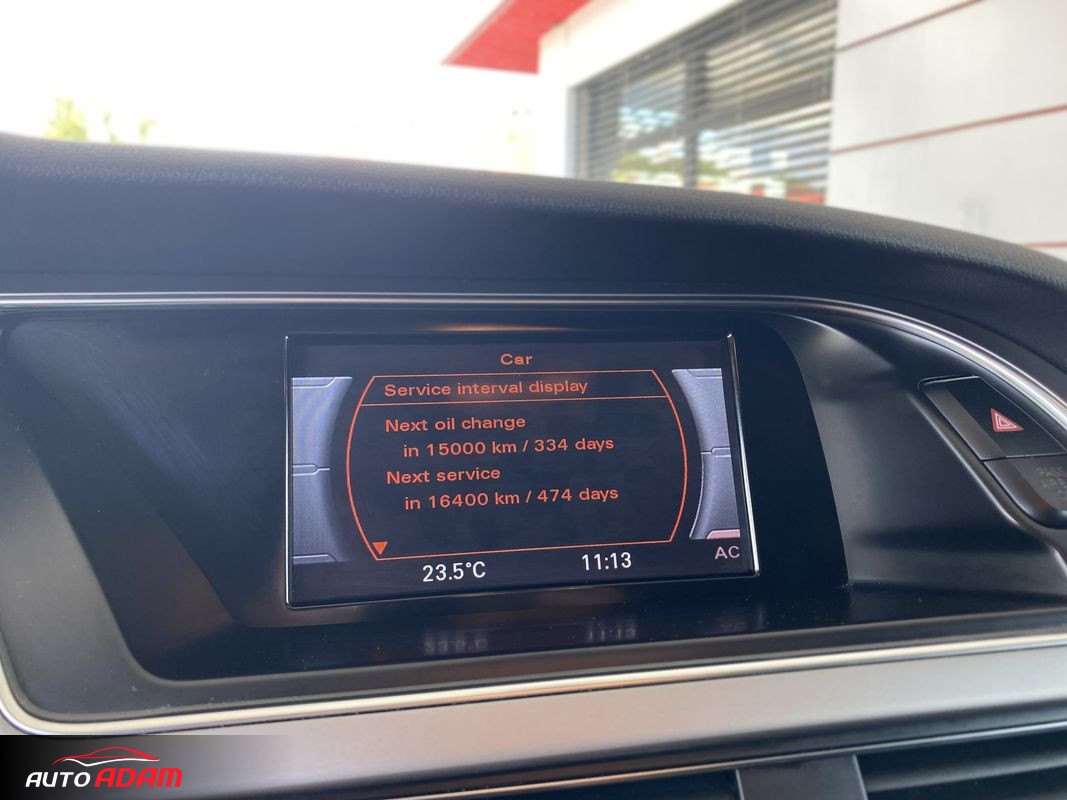 Car
Service interval display
Next oil change
in 15000 km / 334 days
Next service
in 16400 km / 474 days
23.5°C
11:13
AC
AUTO ADAM